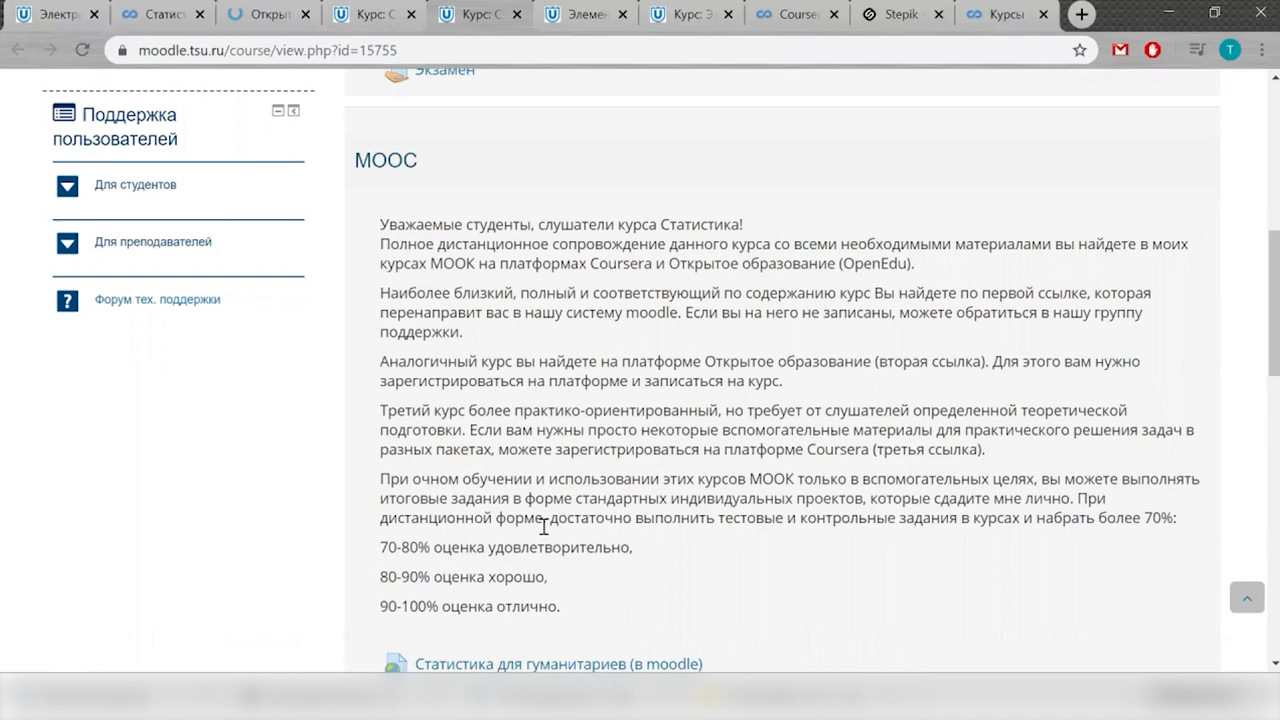 Электр
Статис
Открыт
Курс: С
Курс: С
Элемен
Курс: Э
Course
Stepik -
Курсы
moodle.tsu.ru/course/view.php?id=15755
T
Экзамен
Поддержка
пользователей
Для студентов
Для преподавателей
Форум тех. поддержки
МООС
Уважаемые студенты, слушатели курса Статистика!
Полное дистанционное сопровождение данного курса со всеми необходимыми материалами вы найдете в моих
курсах МООК на платформах Coursera и Открытое образование (OpenEdu).
Наиболее близкий, полный и соответствующий по содержанию курс Вы найдете по первой ссылке, которая
перенаправит вас в нашу систему moodle. Если вы на него не записаны, можете обратиться в нашу группу
поддержки.
Аналогичный курс вы найдете на платформе Открытое образование (вторая ссылка). Для этого вам нужно
зарегистрироваться на платформе и записаться на курс.
Третий курс более практико-ориентированный, но требует от слушателей определенной теоретической
подготовки. Если вам нужны просто некоторые вспомогательные материалы для практического решения задач в
разных пакетах, можете зарегистрироваться на платформе Coursera (третья ссылка).
При очном обучении и использовании этих курсов МООК только в вспомогательных целях, вы можете выполнять
итоговые задания в форме стандартных индивидуальных проектов, которые сдадите мне лично. При
дистанционной форме, достаточно выполнить тестовые и контрольные задания в курсах и набрать более 70%:
70-80% оценка удовлетворительно,
80-90% оценка хорошо,
90-100% оценка отлично.
Статистика для гуманитариев (в moodle)